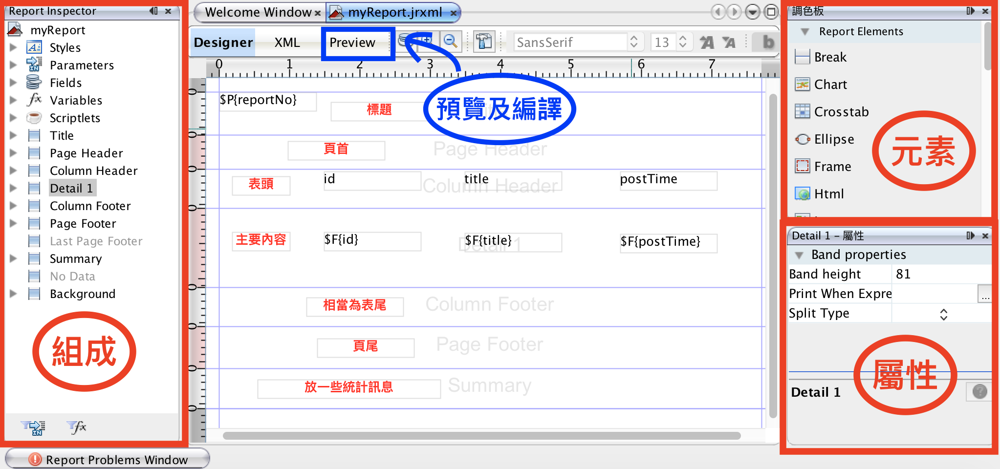 Report Inspector
myReport
Styles
Parameters
Fields
Variables
Scriptlets
Title
Page Header
Column Header
Detail 1
Column Footer
Page Footer
Last Page Footer
Summary
No Data
Background
組成
Report Problems Window
Welcome Window
myReport.jrxml
Designer XML Preview
SansSerif 13 b
0 1 2 3 4 5 6 7
$P{reportNo}
標題
預覽及編譯
頁首
Page Header
表頭
id
title
postTime
Column Header
主要內容
$F{id}
$F{title}
$F{postTime}
Detail 1
相當為表尾
Column Footer
頁尾
Page Footer
放一些統計訊息
Summary
調色板
Report Elements
Break
Chart
Crosstab
Ellipse
Frame
Html
元素
Detail 1 - 屬性
Band properties
Band height 81
Print When Expre ...
Split Type
屬性
Detail 1